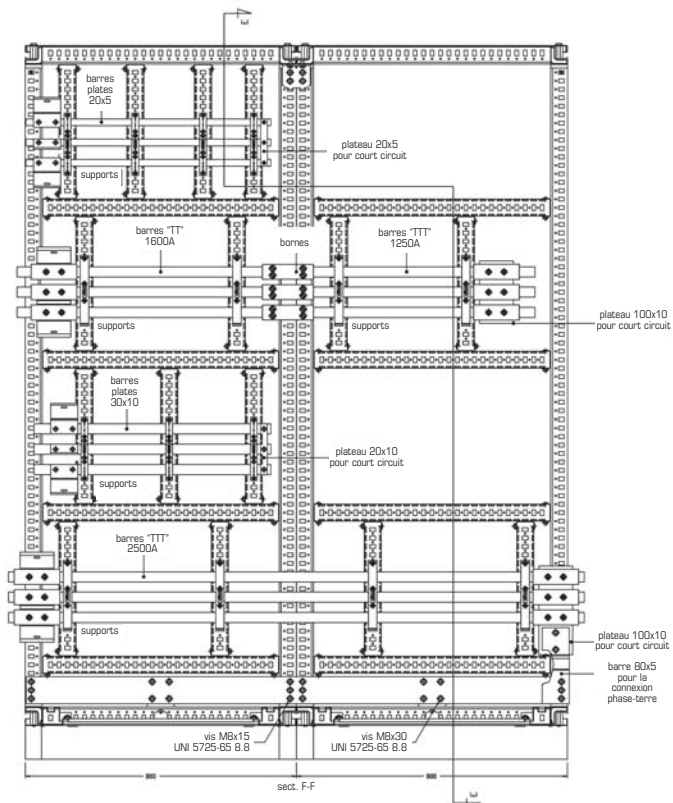 E
barres
plates
20x5
plateau 20x5
pour court circuit
supports
barres "TT"
1600A
bornes
barres "TTT"
1250A
plateau 100x10
pour court circuit
supports
supports
barres
plates
30x10
plateau 20x10
pour court circuit
supports
barres "TTT"
2500A
supports
plateau 100x10
pour court circuit
barre 80x5
pour la
connexion
phase-terre
vis M8x15
UNI 5725-65 8.8
vis M8x30
UNI 5725-65 8.8
sect. F-F
E